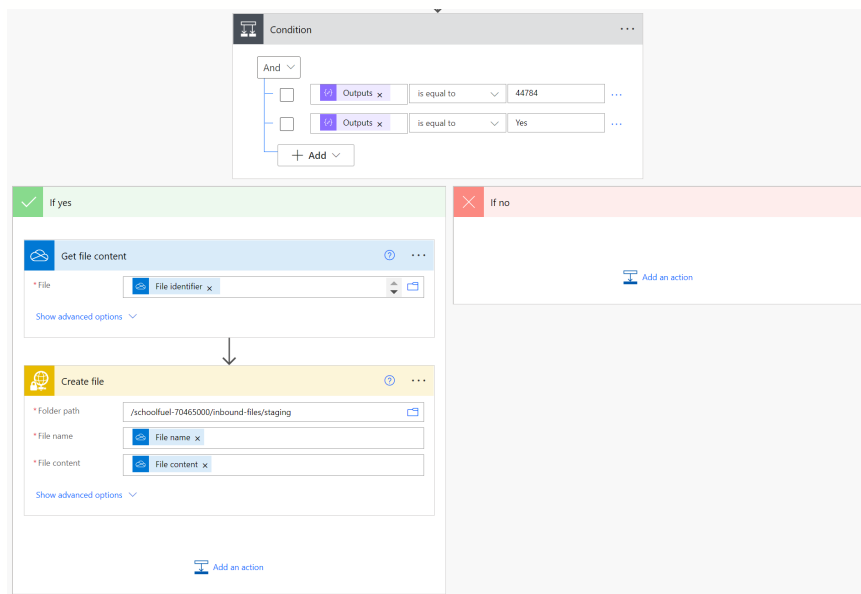 Condition
And
Outputs x is equal to 44784
Outputs x is equal to Yes
Add
If yes
If no
Get file content
*File File identifier x
Add an action
Show advanced options
Create file
*Folder path /schoolfuel-70465000/inbound-files/staging
*File name File name x
*File content File content x
Show advanced options
Add an action